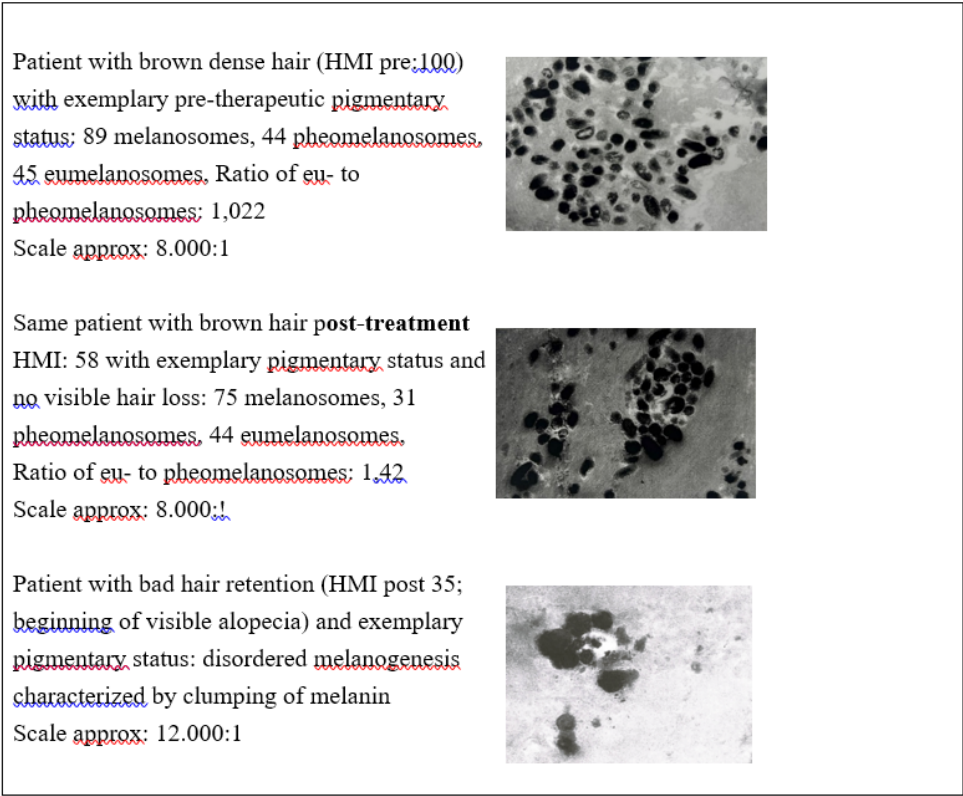 Patient with brown dense hair (HMI pre:100)
with exemplary pre-therapeutic pigmentary
status: 89 melanosomes, 44 pheomelanosomes,
45 eumelanosomes, Ratio of eu- to
pheomelanosomes: 1,022
Scale approx: 8.000:1
Same patient with brown hair post-treatment
HMI: 58 with exemplary pigmentary status and
no visible hair loss: 75 melanosomes, 31
pheomelanosomes, 44 eumelanosomes,
Ratio of eu- to pheomelanosomes: 1,42
Scale approx: 8.000:!
Patient with bad hair retention (HMI post 35;
beginning of visible alopecia) and exemplary
pigmentary status: disordered melanogenesis
characterized by clumping of melanin
Scale approx: 12.000:1